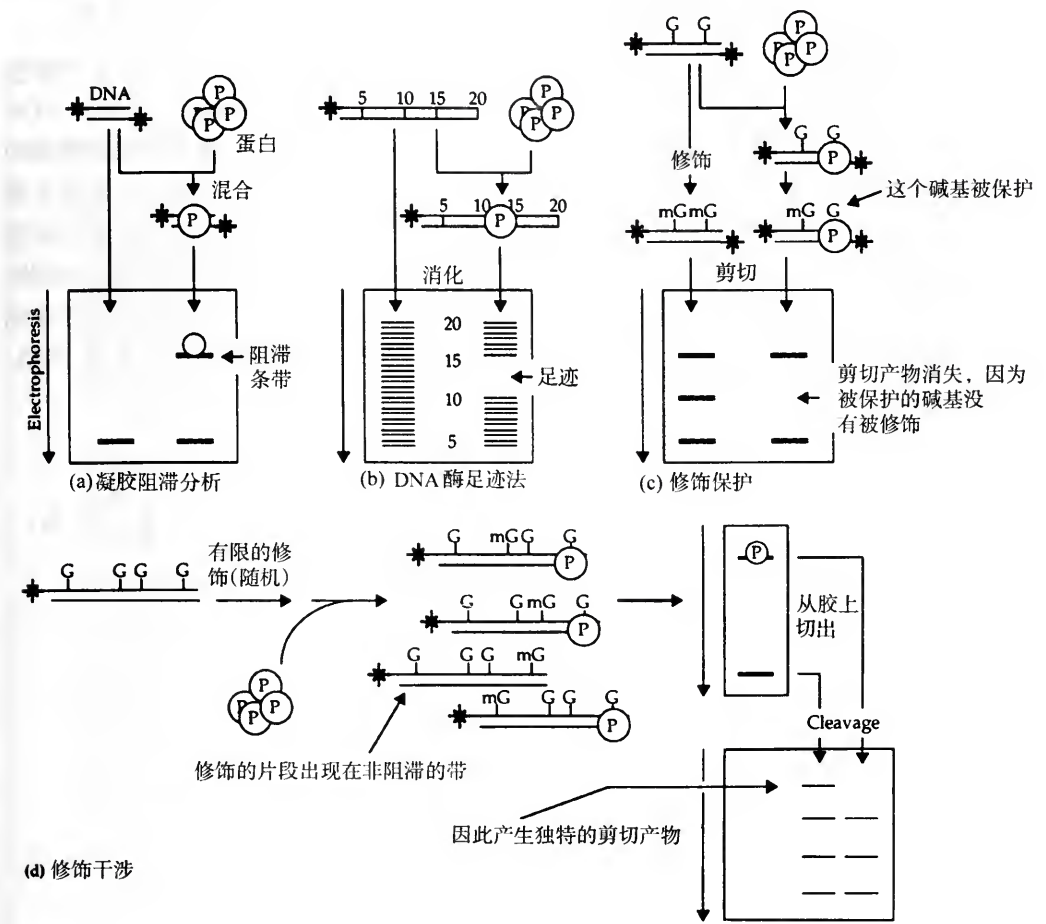 DNA
P
P
P
P
蛋白
混合
P
Electrophoresis
阻滞
条带
(a) 凝胶阻滞分析
5 10 15 20
P
P
P
P
5 10 15 20
P
消化
20
15
足迹
10
5
(b) DNA 酶足迹法
G G
P
P
P
P
修饰
G G
P
这个碱基被保护
mG mG
mG G
P
剪切
剪切产物消失，因为
被保护的碱基没
有被修饰
(c) 修饰保护
G G G G
有限的修
饰(随机)
P
P
P
P
G mG G G
P
G G mG G
P
G G G mG
mG G G G
P
修饰的片段出现在非阻滞的带
P
从胶上
切出
Cleavage
因此产生独特的剪切产物
(d) 修饰干涉